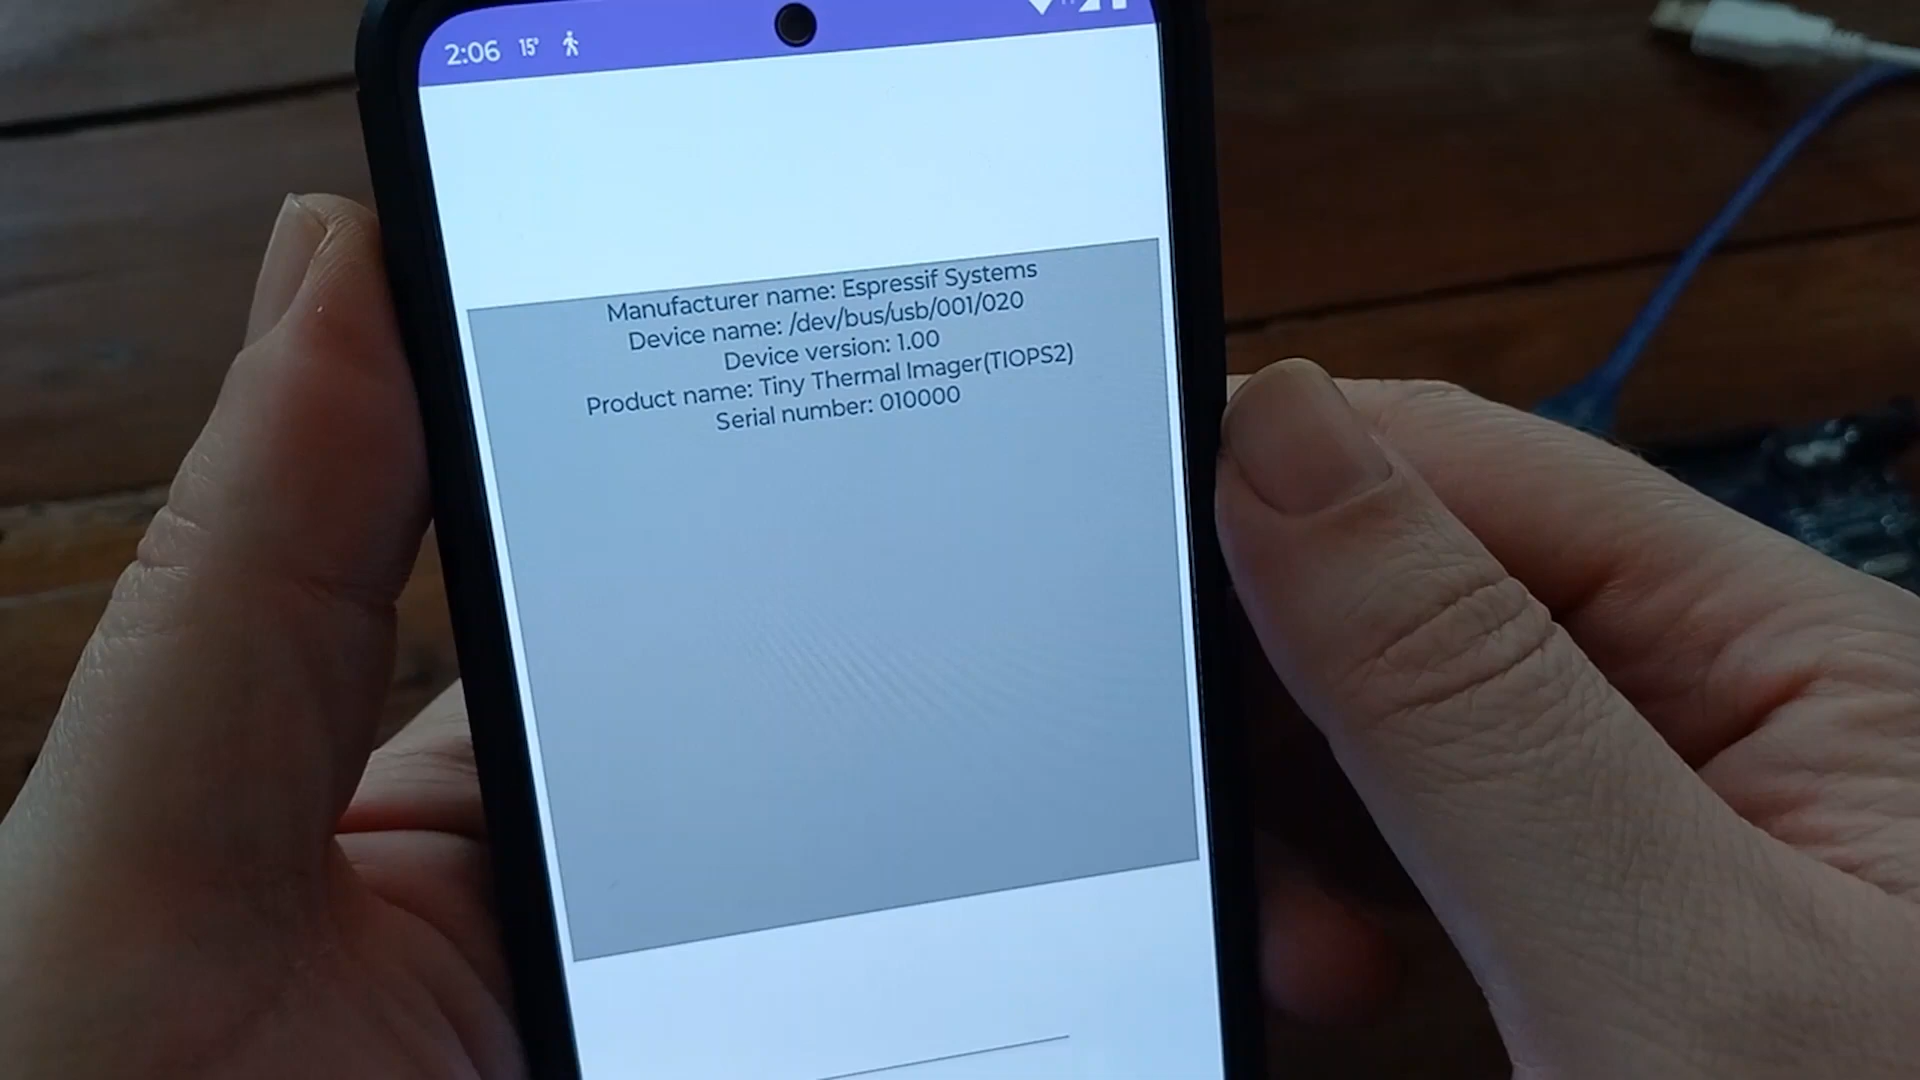 2:06 15°
Manufacturer name: Espressif Systems
Device name: /dev/bus/usb/001/020
Device version: 1.00
Product name: Tiny Thermal Imager(TIOPS2)
Serial number: 010000